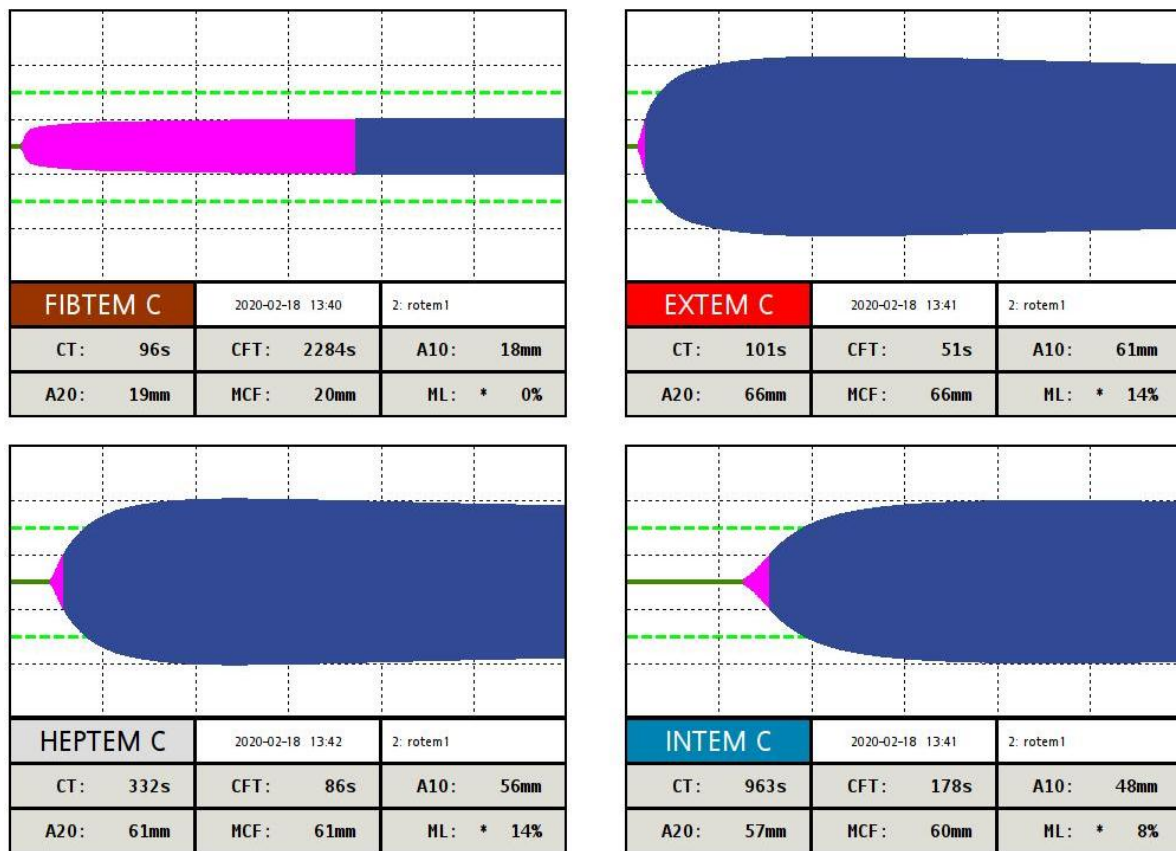 FIBTEM C 2020-02-18 13:40 2: rotem1
CT: 96s CFT: 2284s A10: 18mm
A20: 19mm MCF: 20mm ML: * 0%
EXTEM C 2020-02-18 13:41 2: rotem1
CT: 101s CFT: 51s A10: 61mm
A20: 66mm MCF: 66mm ML: * 14%
HEPTEM C 2020-02-18 13:42 2: rotem1
CT: 332s CFT: 86s A10: 56mm
A20: 61mm MCF: 61mm ML: * 14%
INTEM C 2020-02-18 13:41 2: rotem1
CT: 963s CFT: 178s A10: 48mm
A20: 57mm MCF: 60mm ML: * 8%